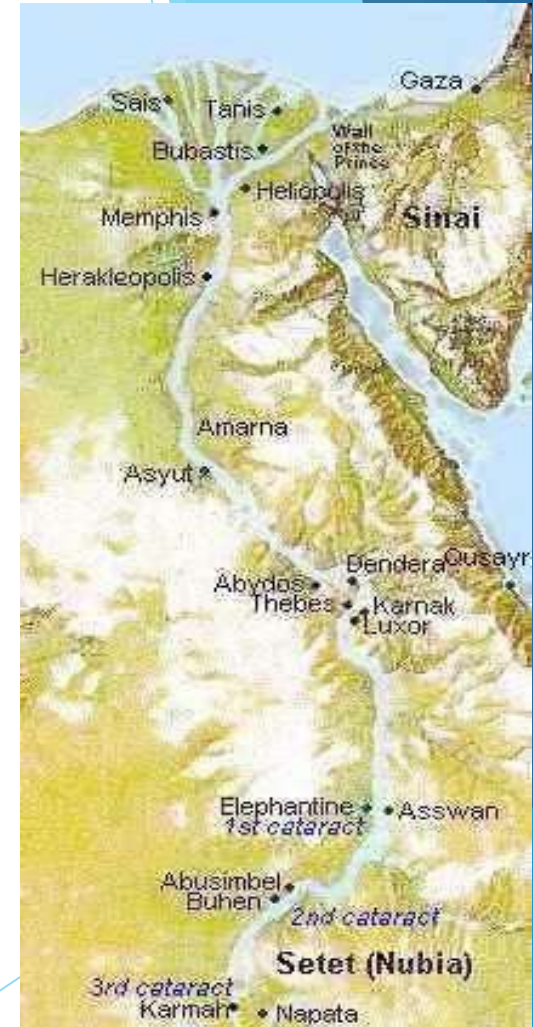 Gaza
Sais
Tanis
Wall
of the
Prince
Bubastis
Heliopolis
Memphis
Sinai
Herakleopolis
Amarna
Asyut
Dendera
Qusayr
Abydos
Thebes
Karnak
Luxor
Elephantine
1st cataract
Asswan
Abusimbel
Buhen
2nd cataract
Setet (Nubia)
3rd cataract
Karmah
Napata